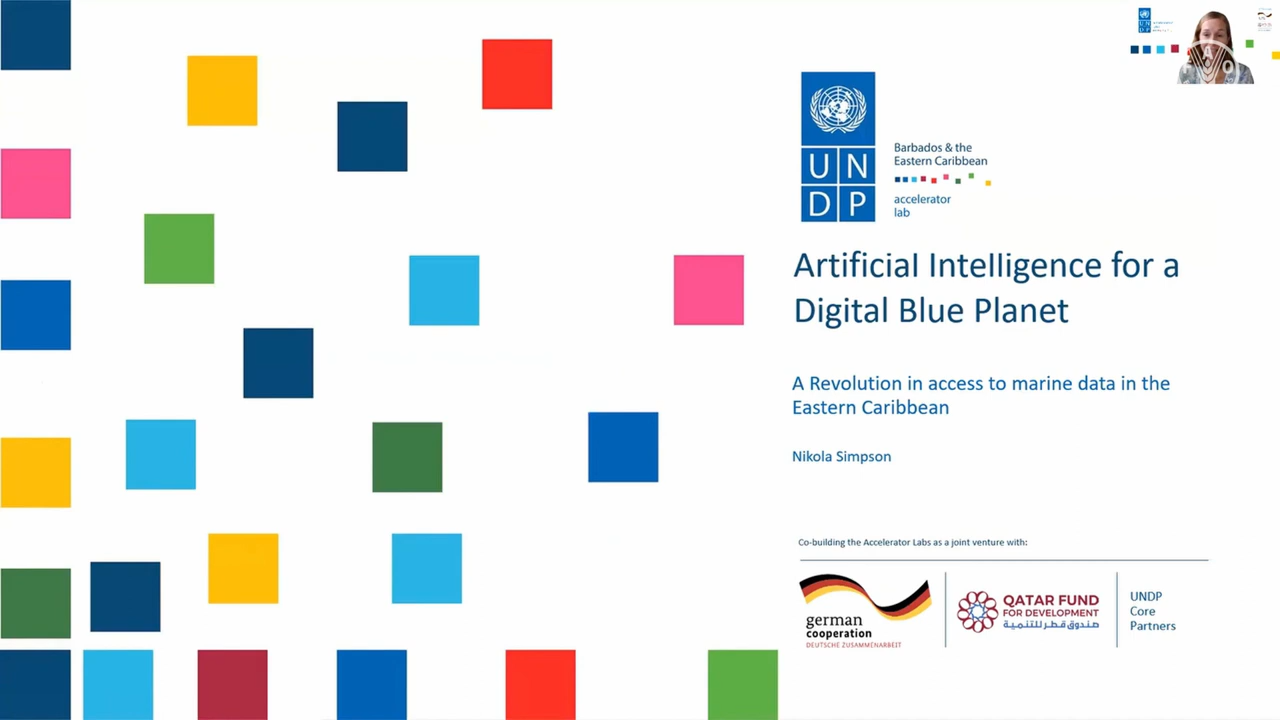 UN
DP
Barbados & the
Eastern Caribbean
accelerator
lab
Artificial Intelligence for a
Digital Blue Planet
A Revolution in access to marine data in the
Eastern Caribbean
Nikola Simpson
Co-building the Accelerator Labs as a joint venture with:
german
cooperation
DEUTSCHE ZUSAMMENARBEIT
QATAR FUND
FOR DEVELOPMENT
صندوق قطر للتنمية
UNDP
Core
Partners